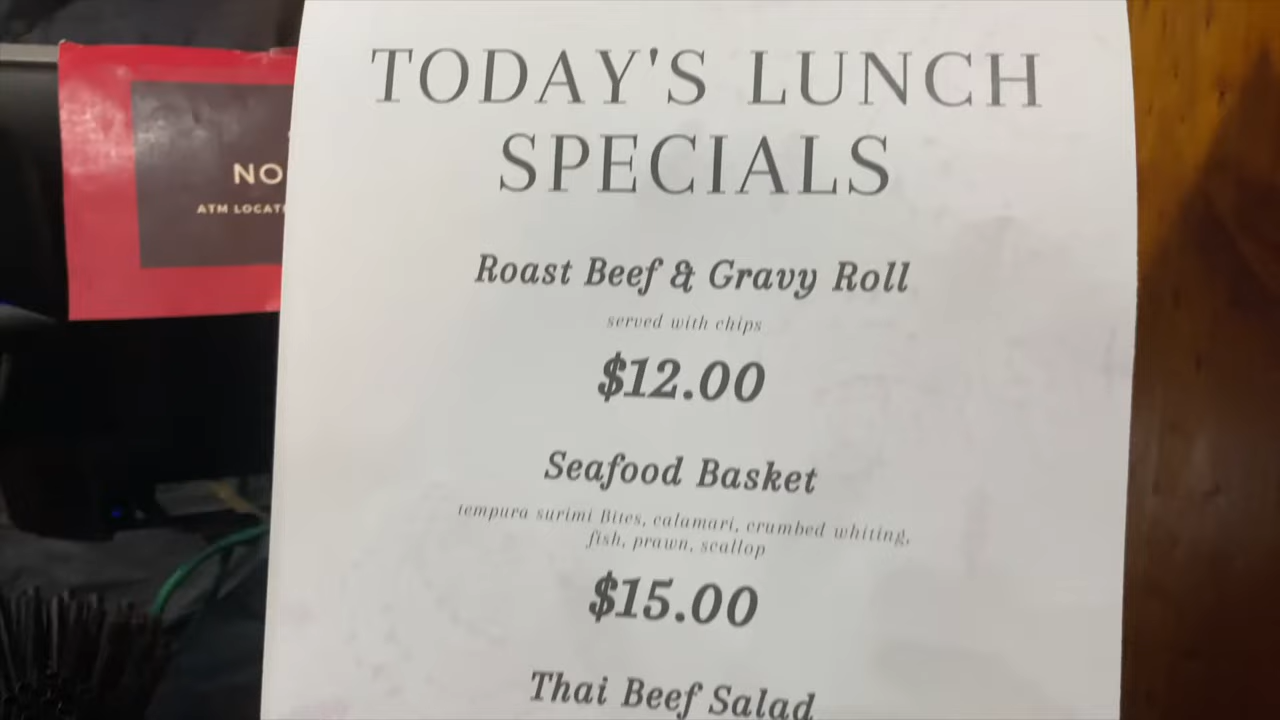 NO
ATM LOCAT
TODAY'S LUNCH
SPECIALS
Roast Beef & Gravy Roll
served with chips
$12.00
Seafood Basket
tempura surimi Bites, calamari, crumbed whiting,
fish, prawn, scallop
$15.00
Thai Beef Salad